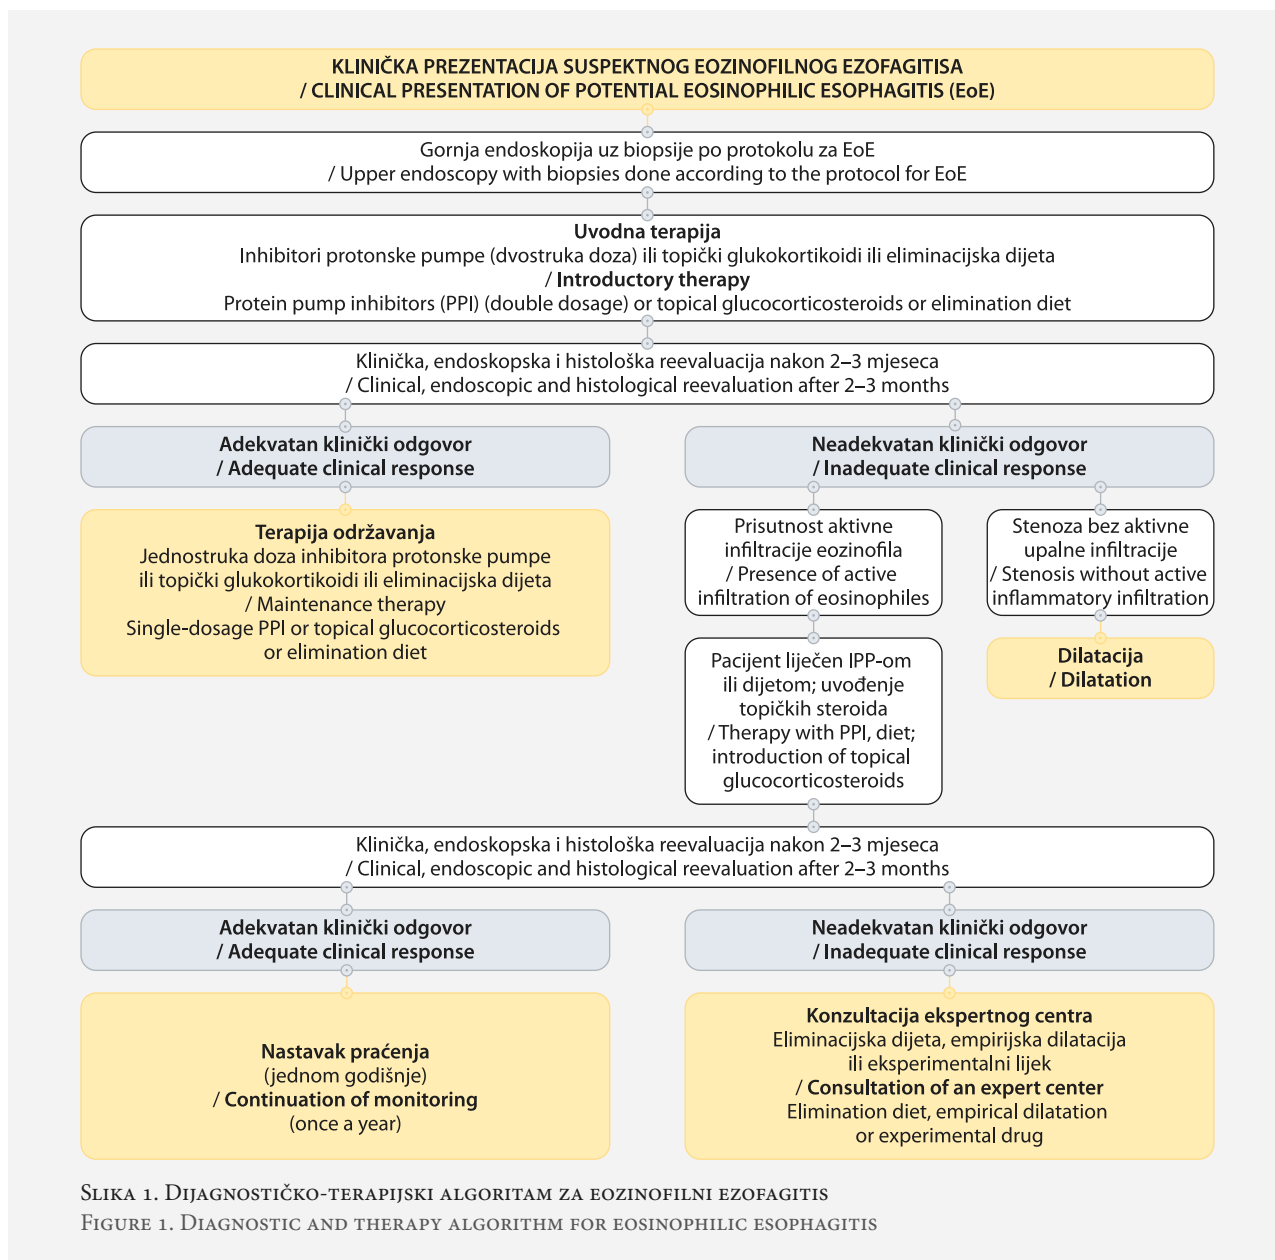 KLINIČKA PREZENTACIJA SUSPEKTNOG EOZINOFILNOG EZOFAGITISA
/ CLINICAL PRESENTATION OF POTENTIAL EOSINOPHILIC ESOPHAGITIS (EoE)
Gornja endoskopija uz biopsije po protokolu za EoE
/ Upper endoscopy with biopsies done according to the protocol for EoE
Uvodna terapija
Inhibitori protonske pumpe (dvostruka doza) ili topički glukokortikoidi ili eliminacijska dijeta
/ Introductory therapy
Protein pump inhibitors (PPI) (double dosage) or topical glucocorticosteroids or elimination diet
Klinička, endoskopska i histološka reevaluacija nakon 2–3 mjeseca
/ Clinical, endoscopic and histological reevaluation after 2–3 months
Adekvatan klinički odgovor
/ Adequate clinical response
Neadekvatan klinički odgovor
/ Inadequate clinical response
Terapija održavanja
Jednostruka doza inhibitora protonske pumpe
ili topički glukokortikoidi ili eliminacijska dijeta
/ Maintenance therapy
Single-dosage PPI or topical glucocorticosteroids
or elimination diet
Prisutnost aktivne
infiltracije eozinofila
/ Presence of active
infiltration of eosinophiles
Stenoza bez aktivne
upalne infiltracije
/ Stenosis without active
inflammatory infiltration
Pacijent liječen IPP-om
ili dijetom; uvođenje
topičkih steroida
/ Therapy with PPI, diet;
introduction of topical
glucocorticosteroids
Dilatacija
/ Dilatation
Klinička, endoskopska i histološka reevaluacija nakon 2–3 mjeseca
/ Clinical, endoscopic and histological reevaluation after 2–3 months
Adekvatan klinički odgovor
/ Adequate clinical response
Neadekvatan klinički odgovor
/ Inadequate clinical response
Nastavak praćenja
(jednom godišnje)
/ Continuation of monitoring
(once a year)
Konzultacija ekspertnog centra
Eliminacijska dijeta, empirijska dilatacija
ili eksperimentalni lijek
/ Consultation of an expert center
Elimination diet, empirical dilatation
or experimental drug
Slika 1. Dijagnostičko-terapijski algoritam za eozinofilni ezofagitis
Figure 1. Diagnostic and therapy algorithm for eosinophilic esophagitis